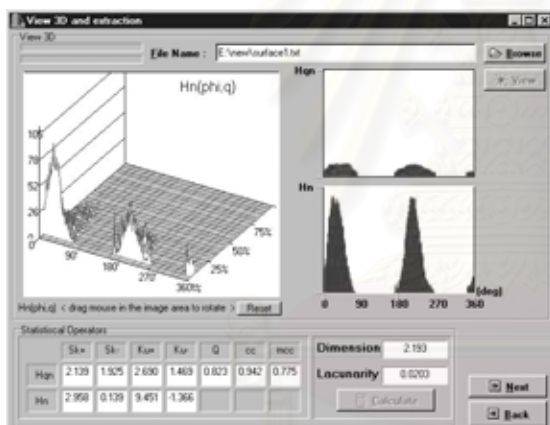 View 3D and extraction
View 3D
File Name : E:\new\surface1.txt Browse
View
Hn(phi,q)
105
78
52
26
0
0' 90' 180' 270' 360°
25%
50%
75%
Hqn
Hn
[deg]
0 90 180 270 360
Hn(phi,q) < drag mouse in the image area to rotate > Reset
Statistical Operators
Sk+ Sk- Ku+ Ku- Q cc mcc
Hqn 2.139 1.925 2.690 1.469 0.823 0.942 0.775
Hn 2.958 0.139 9.451 -1.366
Dimension 2.193
Lacunarity 0.0203
Calculate
Next
Back